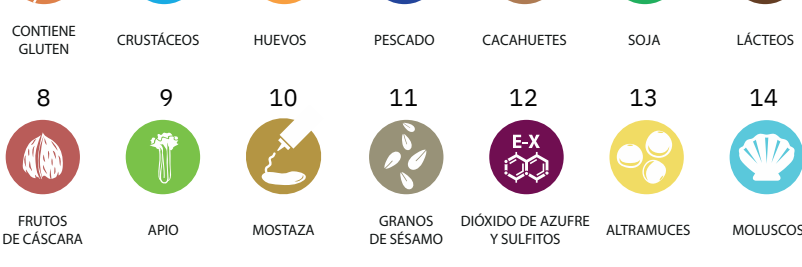 CONTIENE
GLUTEN
CRUSTÁCEOS
HUEVOS
PESCADO
CACAHUETES
SOJA
LÁCTEOS
8
9
10
11
12
13
14
E-X
FRUTOS
DE CÁSCARA
APIO
MOSTAZA
GRANOS
DE SÉSAMO
DIÓXIDO DE AZUFRE
Y SULFITOS
ALTRAMUCES
MOLUSCOS